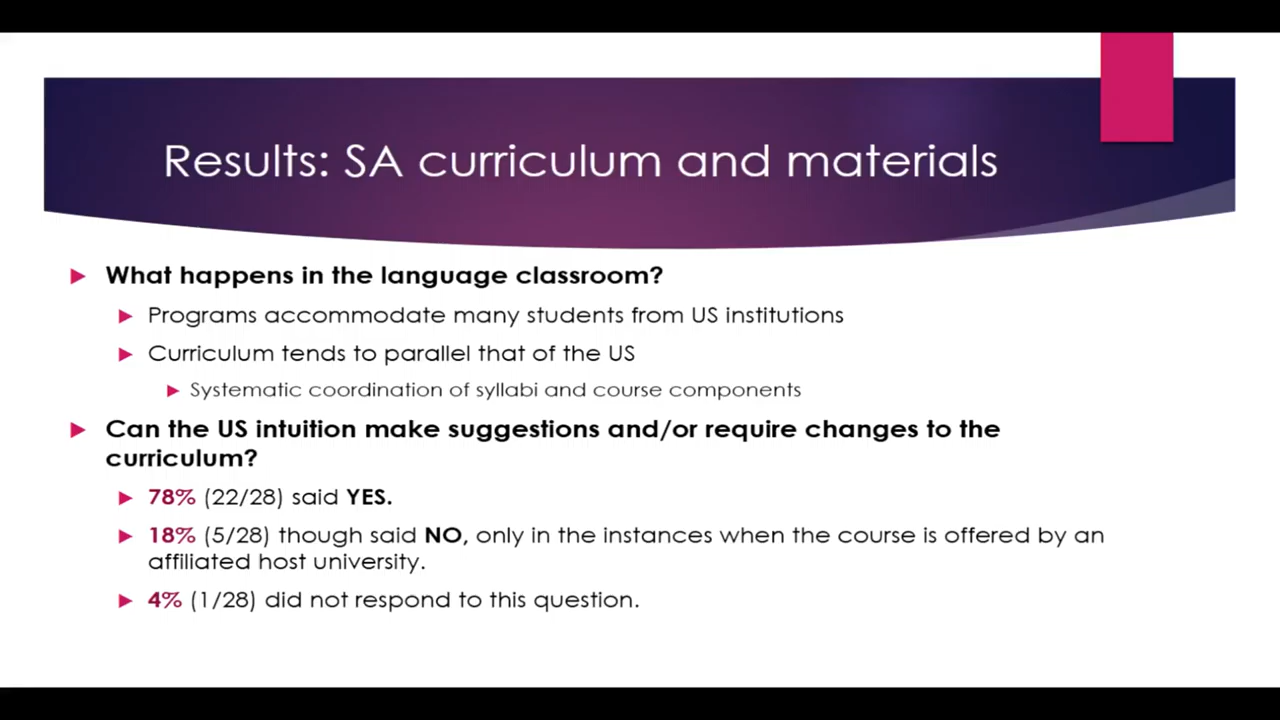 Results: SA curriculum and materials
What happens in the language classroom?
Programs accommodate many students from US institutions
Curriculum tends to parallel that of the US
Systematic coordination of syllabi and course components
Can the US intuition make suggestions and/or require changes to the
curriculum?
78% (22/28) said YES.
18% (5/28) though said NO, only in the instances when the course is offered by an
affiliated host university.
4% (1/28) did not respond to this question.